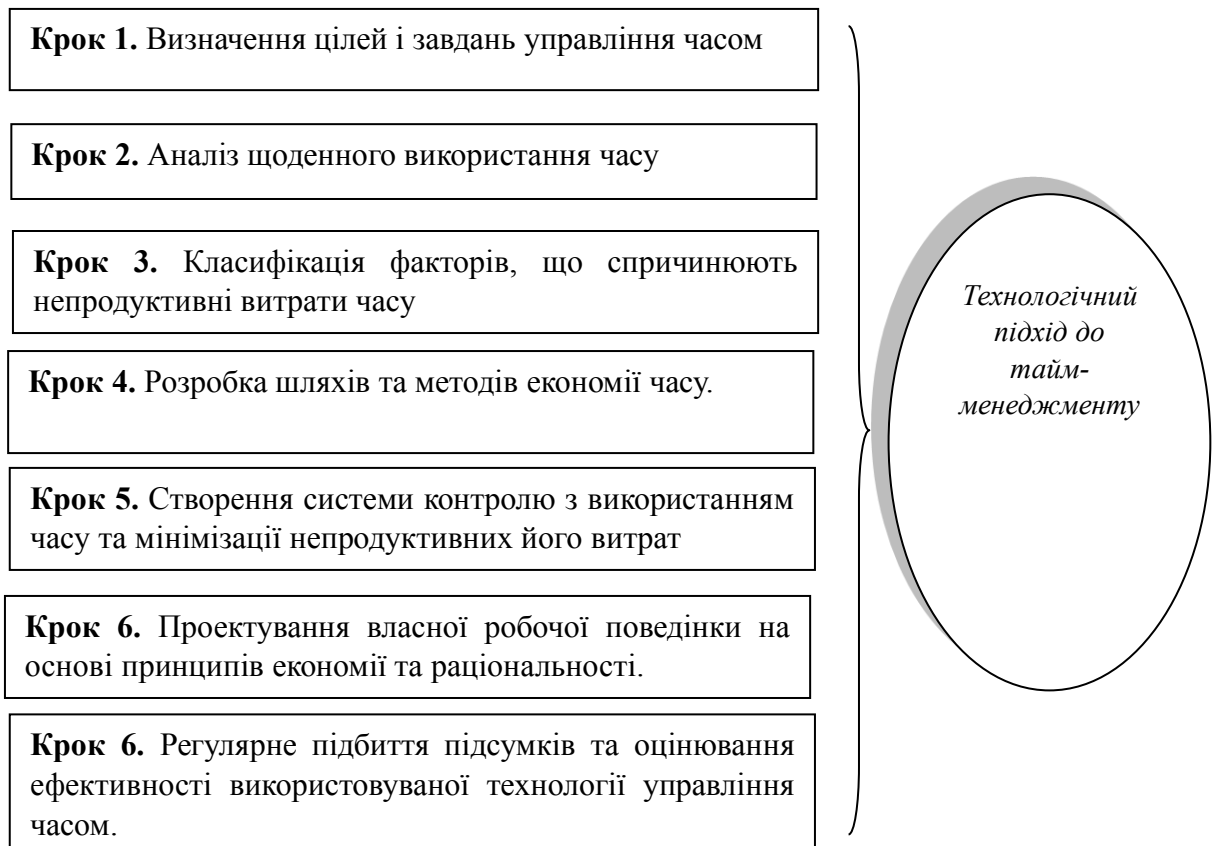 Крок 1. Визначення цілей і завдань управління часом
Крок 2. Аналіз щоденного використання часу
Крок 3. Класифікація факторів, що спричинюють
непродуктивні витрати часу
Крок 4. Розробка шляхів та методів економії часу.
Крок 5. Створення системи контролю з використанням
часу та мінімізації непродуктивних його витрат
Крок 6. Проектування власної робочої поведінки на
основі принципів економії та раціональності.
Крок 6. Регулярне підбиття підсумків та оцінювання
ефективності використовуваної технології управління
часом.
Технологічний
підхід до
тайм-
менеджменту